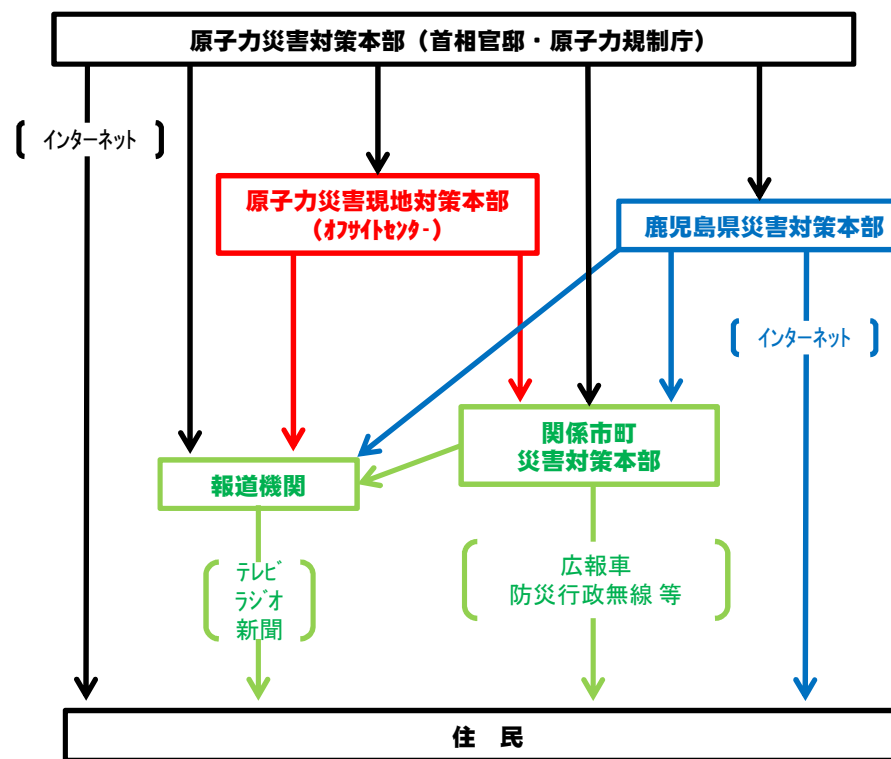 原子力災害対策本部（首相官邸・原子力規制庁）
インターネット
原子力災害現地対策本部
（ｵﾌｻｲﾄｾﾝﾀ-）
鹿児島県災害対策本部
インターネット
関係市町
災害対策本部
報道機関
テレビ
ラジオ
新聞
広報車
防災行政無線 等
住　民